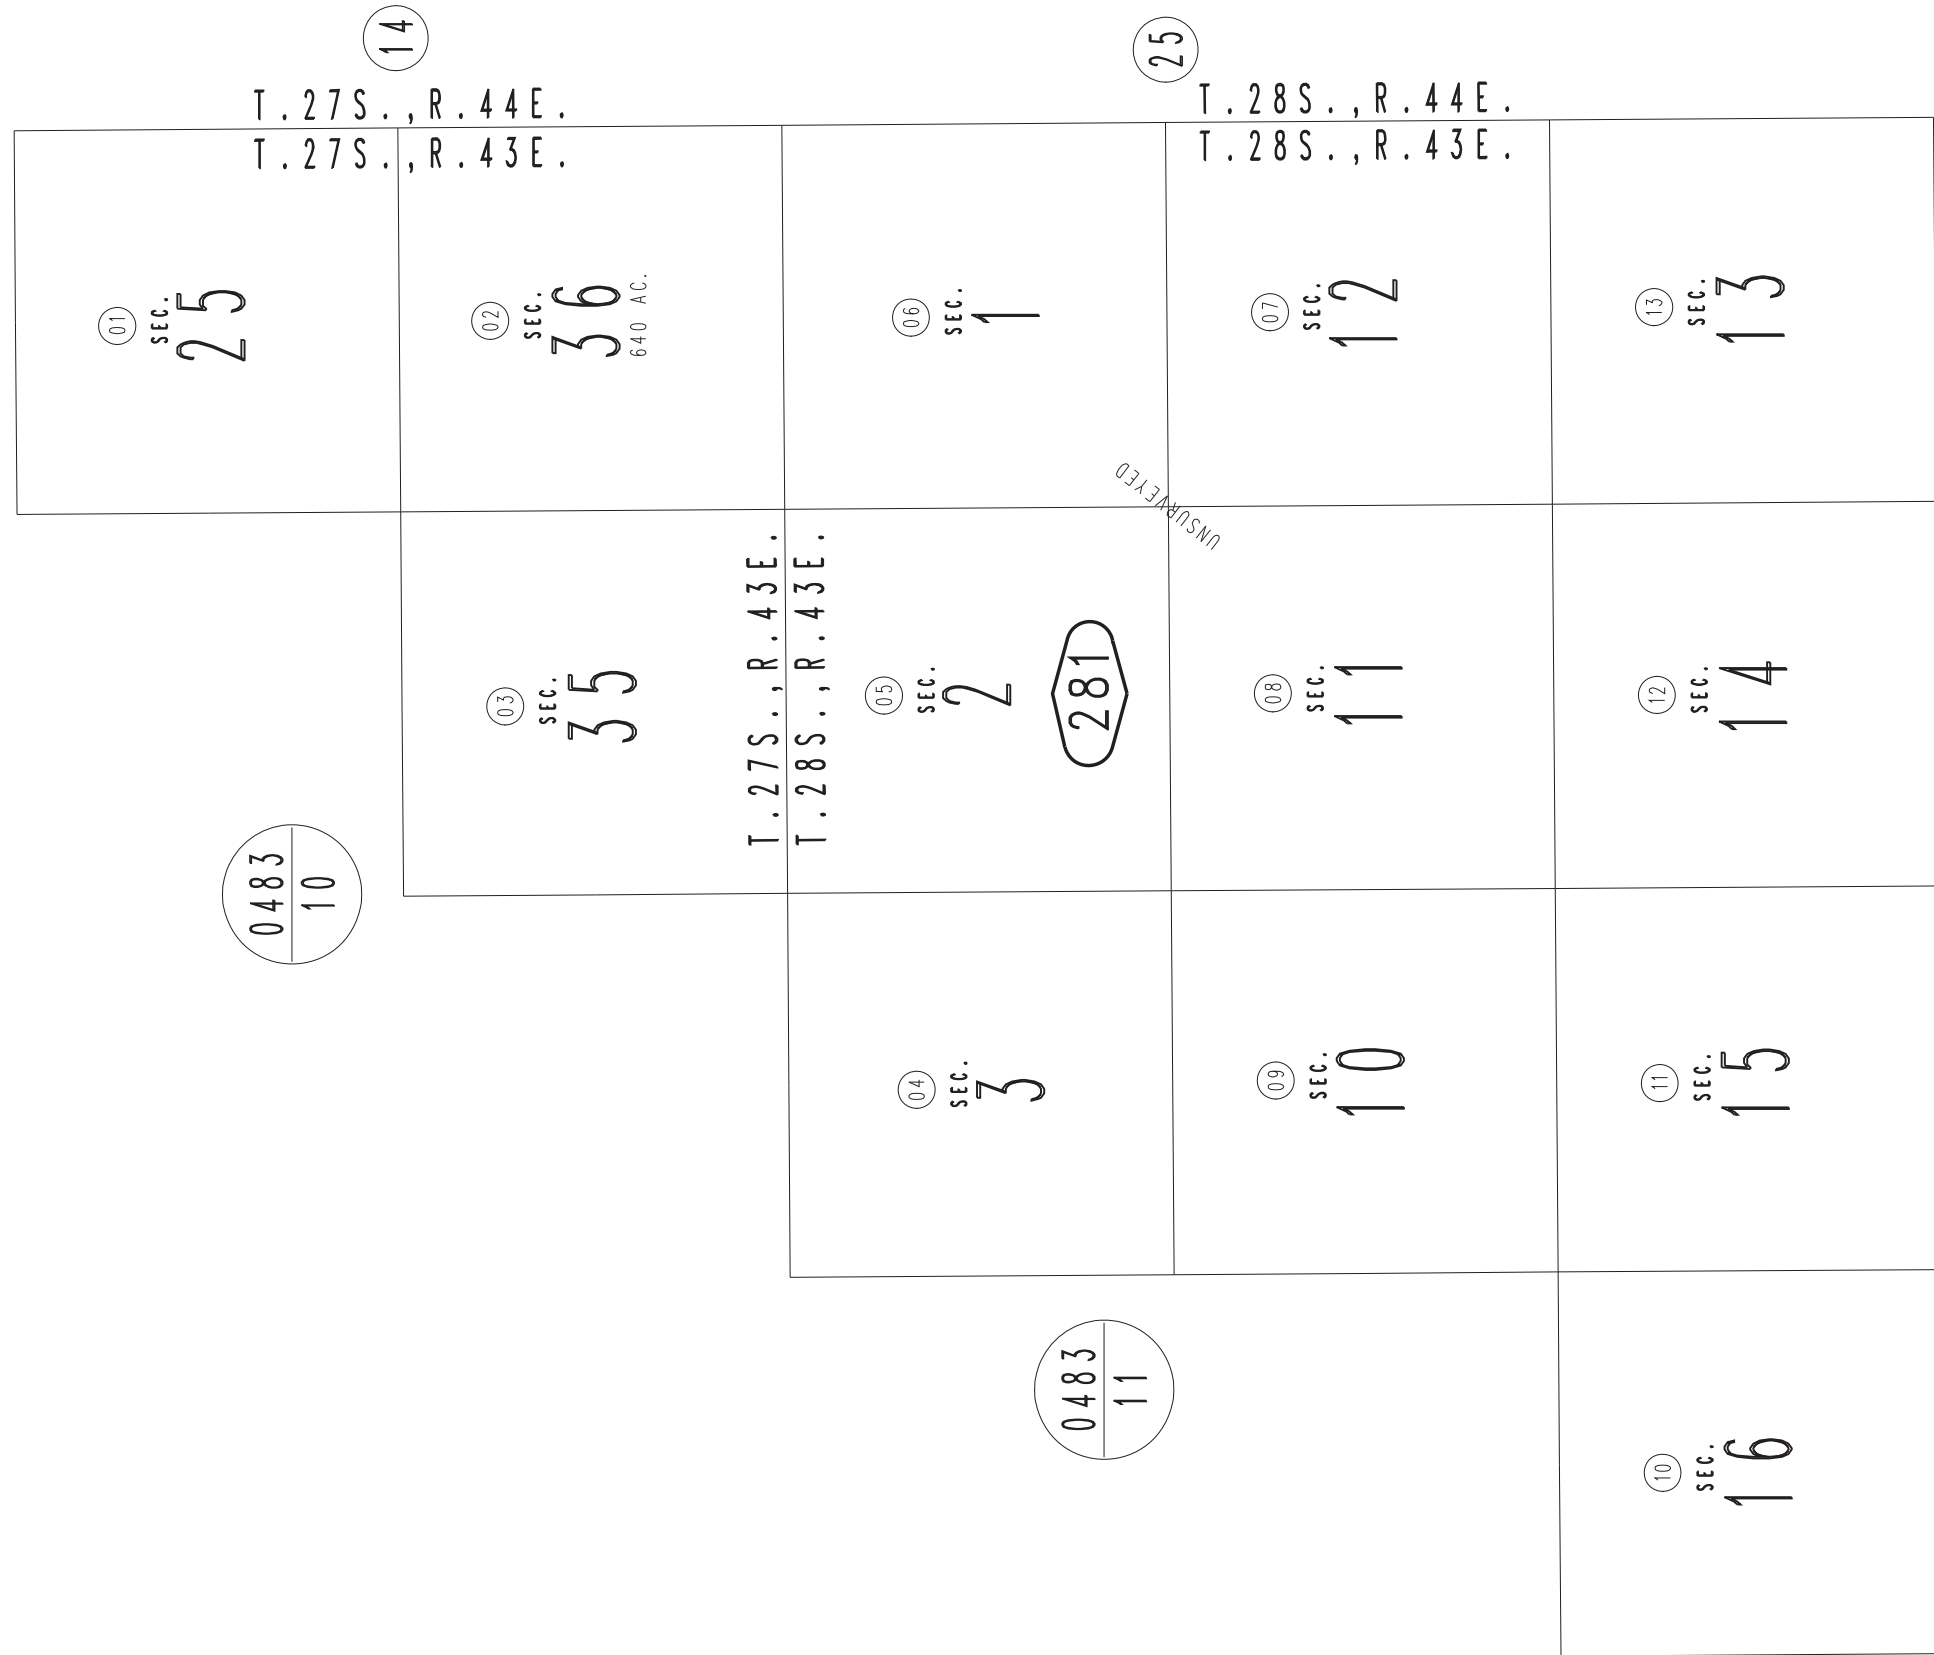 14
25
T.27S.,R.44E.
T.28S.,R.44E.
T.27S.,R.43E.
T.28S.,R.43E.
01
SEC.
25
02
SEC.
36
640 AC.
06
SEC.
1
07
SEC.
12
13
SEC.
13
UNSURVEYED
03
SEC.
35
T.27S.,R.43E.
T.28S.,R.43E.
05
SEC.
2
281
08
SEC.
11
12
SEC.
14
0483
10
04
SEC.
3
09
SEC.
10
11
SEC.
15
0483
11
10
SEC.
16